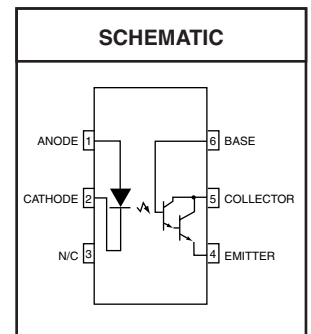 SCHEMATIC
ANODE 1
6 BASE
CATHODE 2
5 COLLECTOR
N/C 3
4 EMITTER